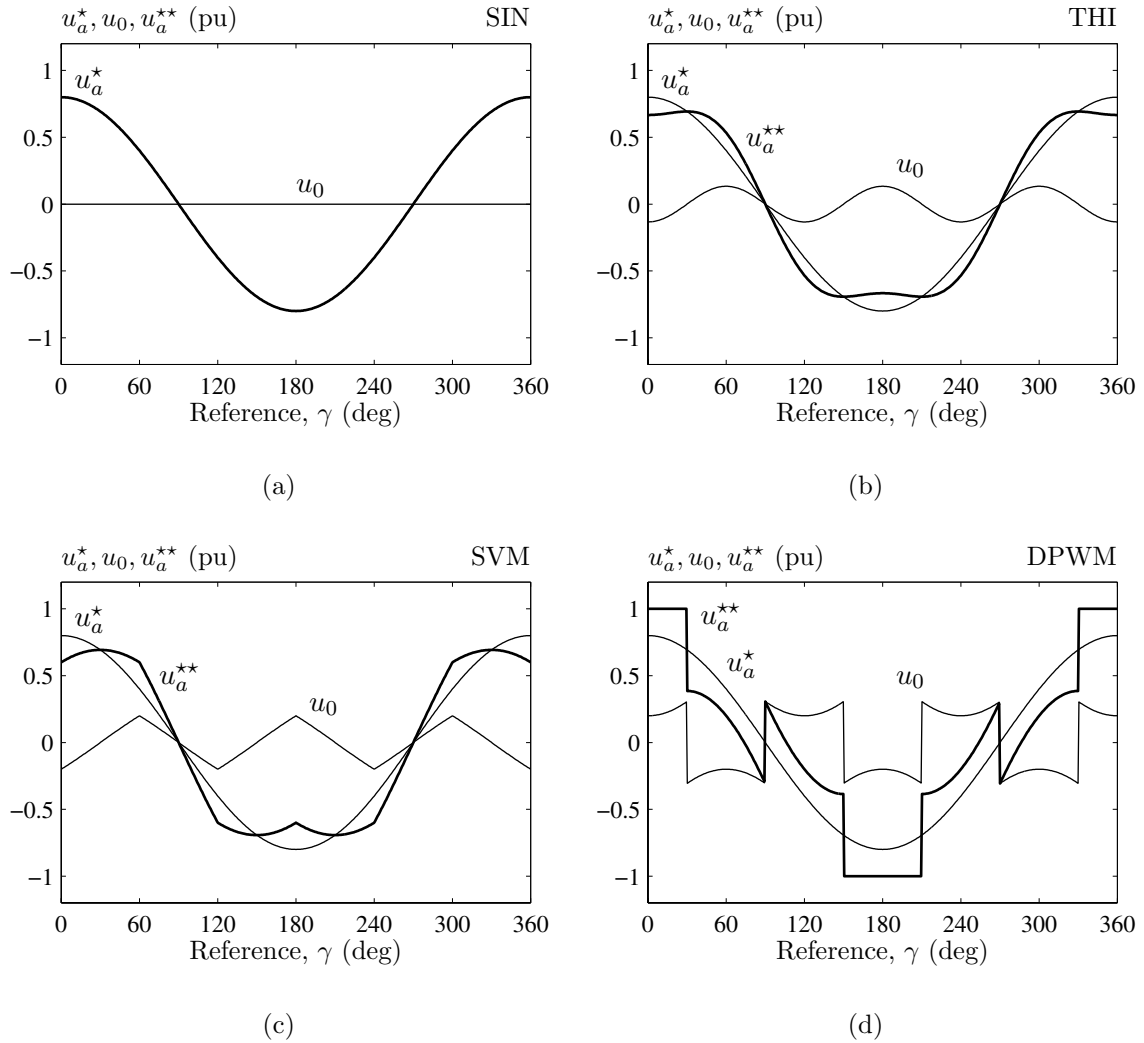 u_a^⋆, u_0, u_a^⋆⋆ (pu) SIN
1
0.5
0
−0.5
−1
u_a^⋆
u_0
0 60 120 180 240 300 360
Reference, γ (deg)
(a)
u_a^⋆, u_0, u_a^⋆⋆ (pu) THI
1
0.5
0
−0.5
−1
u_a^⋆
u_a^⋆⋆
u_0
0 60 120 180 240 300 360
Reference, γ (deg)
(b)
u_a^⋆, u_0, u_a^⋆⋆ (pu) SVM
1
0.5
0
−0.5
−1
u_a^⋆
u_a^⋆⋆
u_0
0 60 120 180 240 300 360
Reference, γ (deg)
(c)
u_a^⋆, u_0, u_a^⋆⋆ (pu) DPWM
1
0.5
0
−0.5
−1
u_a^⋆⋆
u_a^⋆
u_0
0 60 120 180 240 300 360
Reference, γ (deg)
(d)